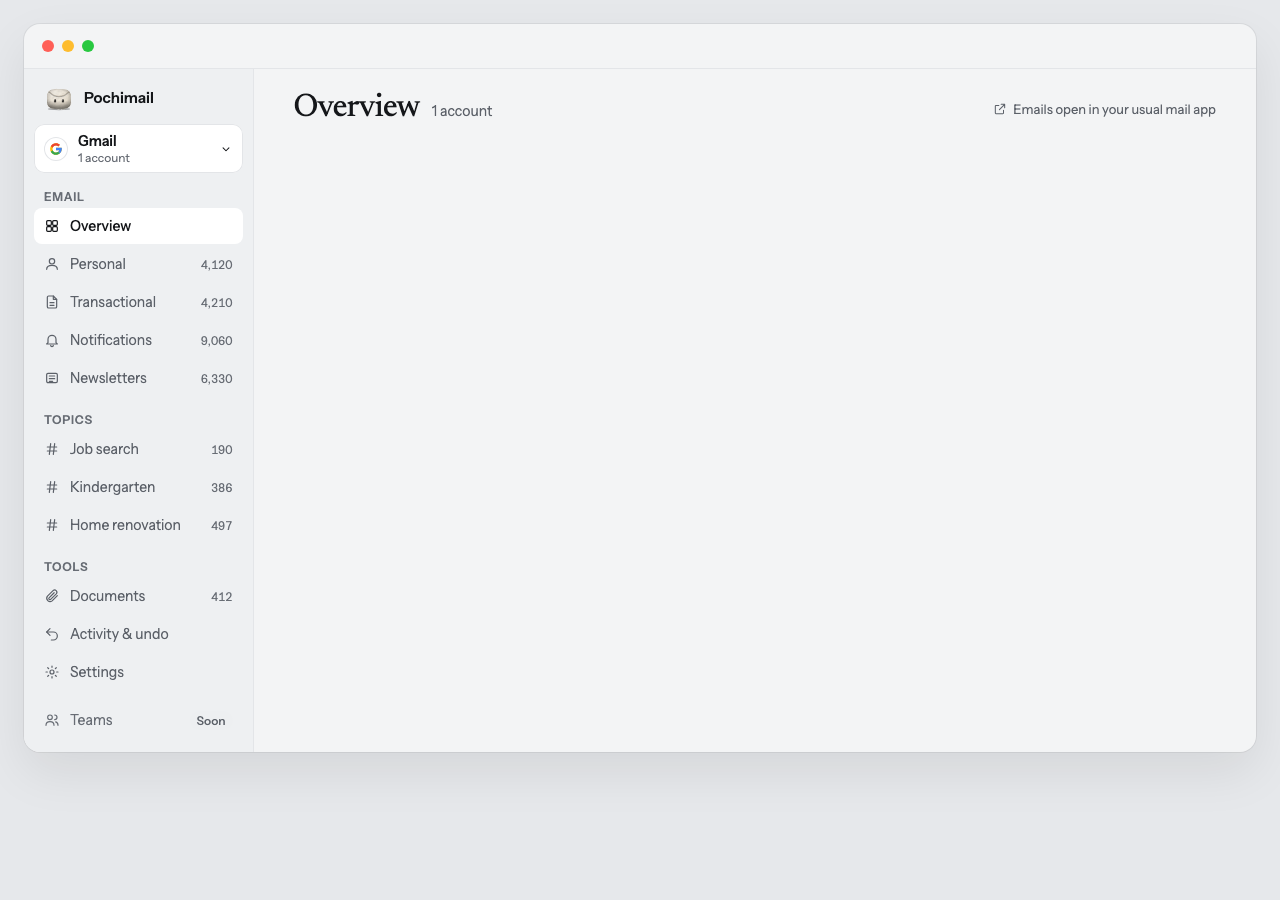 Pochimail
Gmail
1 account
EMAIL
Overview
Personal 4,120
Transactional 4,210
Notifications 9,060
Newsletters 6,330
TOPICS
Job search 190
Kindergarten 386
Home renovation 497
TOOLS
Documents 412
Activity & undo
Settings
Teams Soon
Overview 1 account
Emails open in your usual mail app